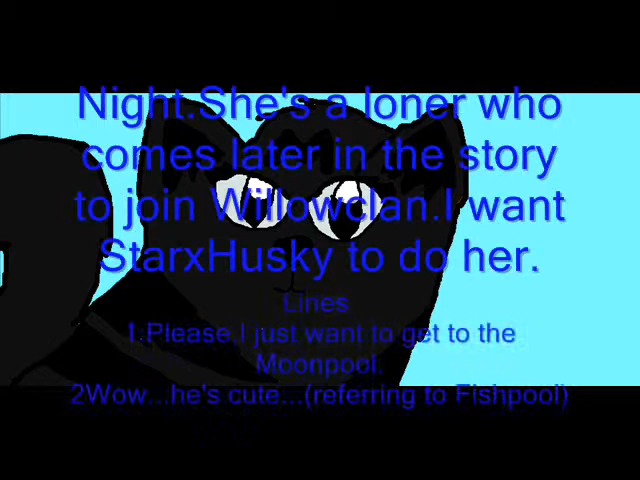 Night.She's a loner who
comes later in the story
to join Willowclan.I want
StarxHusky to do her.
Lines
1.Please,I just want to get to the
Moonpool.
2Wow...he's cute...(referring to Fishpool)